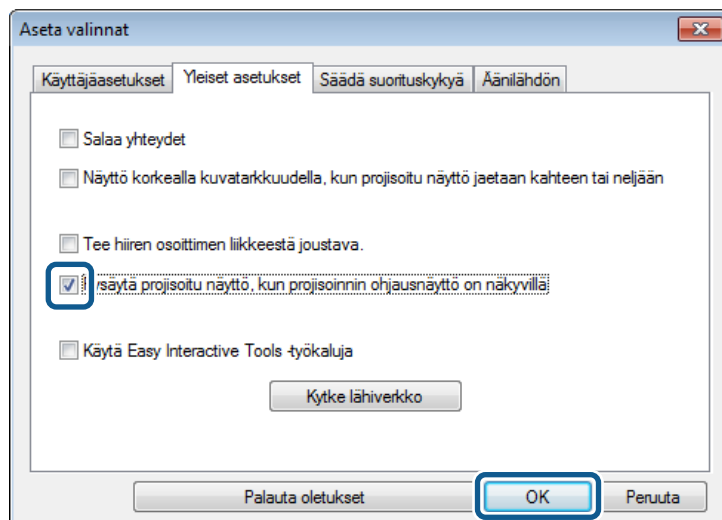 Aseta valinnat
Käyttäjäasetukset Yleiset asetukset Säädä suorituskykyä Äänilähdön
Salaa yhteydet
Näyttö korkealla kuvatarkkuudella, kun projisoitu näyttö jaetaan kahteen tai neljään
Tee hiiren osoittimen liikkeestä joustava.
projisoitu näyttö, kun projisoinnin ohjausnäyttö on näkyvillä
Käytä Easy Interactive Tools -työkaluja
Kytke lähiverkko
Palauta oletukset OK Peruuta